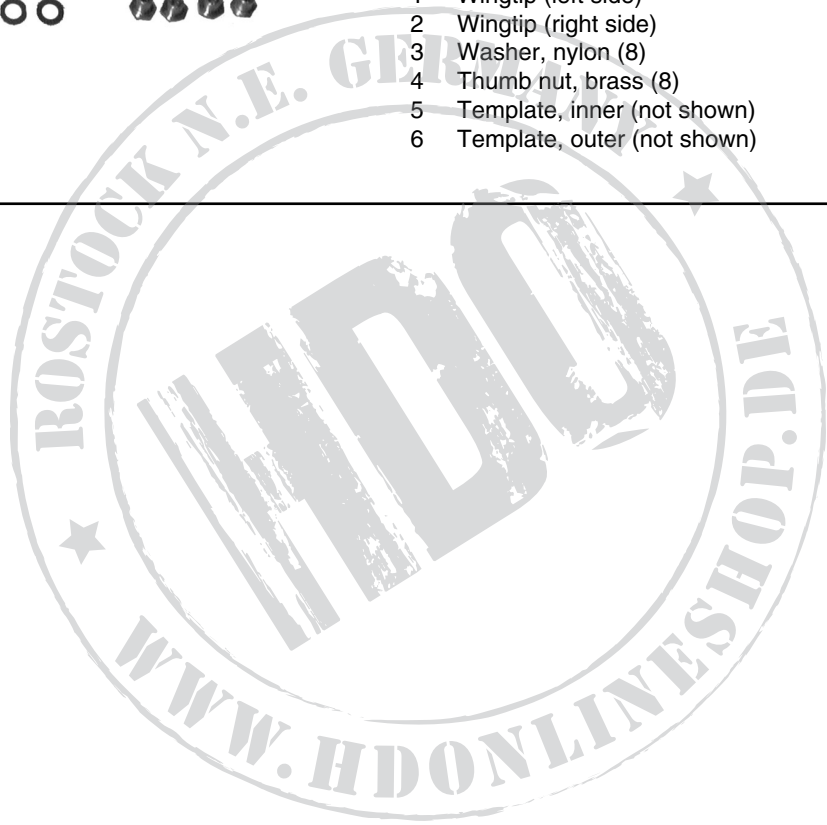 1 Wingtip (left side)
2 Wingtip (right side)
3 Washer, nylon (8)
4 Thumb nut, brass (8)
5 Template, inner (not shown)
6 Template, outer (not shown)
ROSTOCK N.E. GERMANY
HDO
WWW.HDONLINESHOP.DE